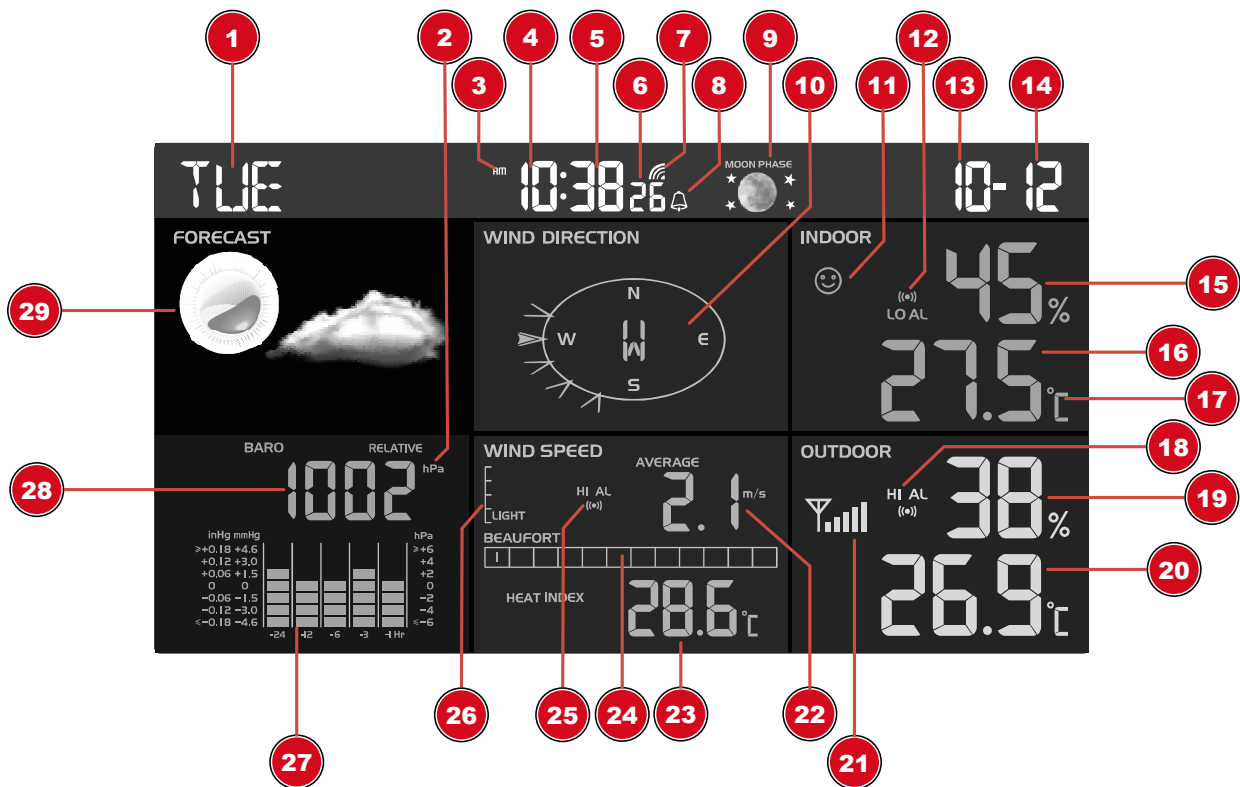 1
2
4
5
7
9
12
3
6
8
10
11
13
14
TUE
AM 10:38 26
MOON PHASE
10-12
FORECAST
WIND DIRECTION
N
W
E
S
W
INDOOR
LO AL
45%
27.5°C
15
16
17
29
BARO
RELATIVE
1002 hPa
28
inHg mmHg
hPa
≥+0.18 +4.6
≥+6
+0.12 +3.0
+4
+0.06 +1.5
+2
0 0
0
-0.06 -1.5
-2
-0.12 -3.0
-4
≤-0.18 -4.6
≤-6
-24 -12 -6 -3 -1 Hr
WIND SPEED
AVERAGE
HI AL
2.1 m/s
LIGHT
BEAUFORT
1
HEAT INDEX
28.6°C
OUTDOOR
HI AL
38%
26.9°C
18
19
20
26
25
24
23
22
21
27